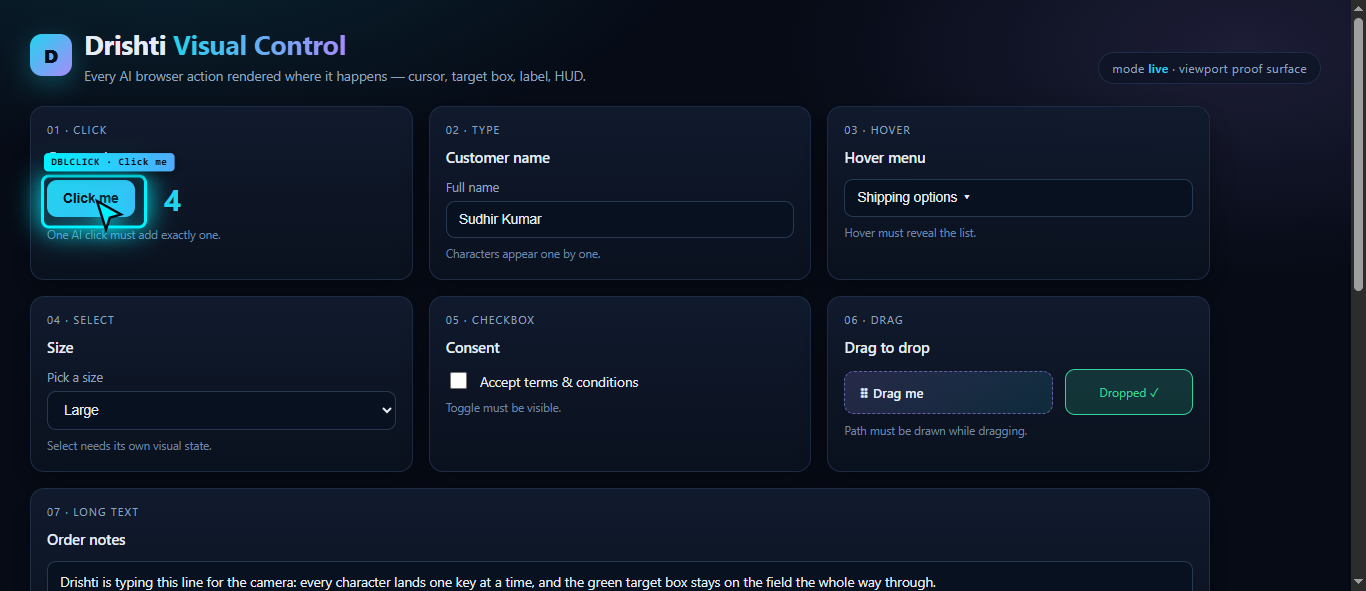 D
Drishti Visual Control
Every AI browser action rendered where it happens — cursor, target box, label, HUD.
mode live · viewport proof surface
01 · CLICK
DBLCLICK · Click me
Click me
4
One AI click must add exactly one.
02 · TYPE
Customer name
Full name
Sudhir Kumar
Characters appear one by one.
03 · HOVER
Hover menu
Shipping options ▾
Hover must reveal the list.
04 · SELECT
Size
Pick a size
Large
Select needs its own visual state.
05 · CHECKBOX
Consent
Accept terms & conditions
Toggle must be visible.
06 · DRAG
Drag to drop
⠿ Drag me
Dropped ✓
Path must be drawn while dragging.
07 · LONG TEXT
Order notes
Drishti is typing this line for the camera: every character lands one key at a time, and the green target box stays on the field the whole way through.